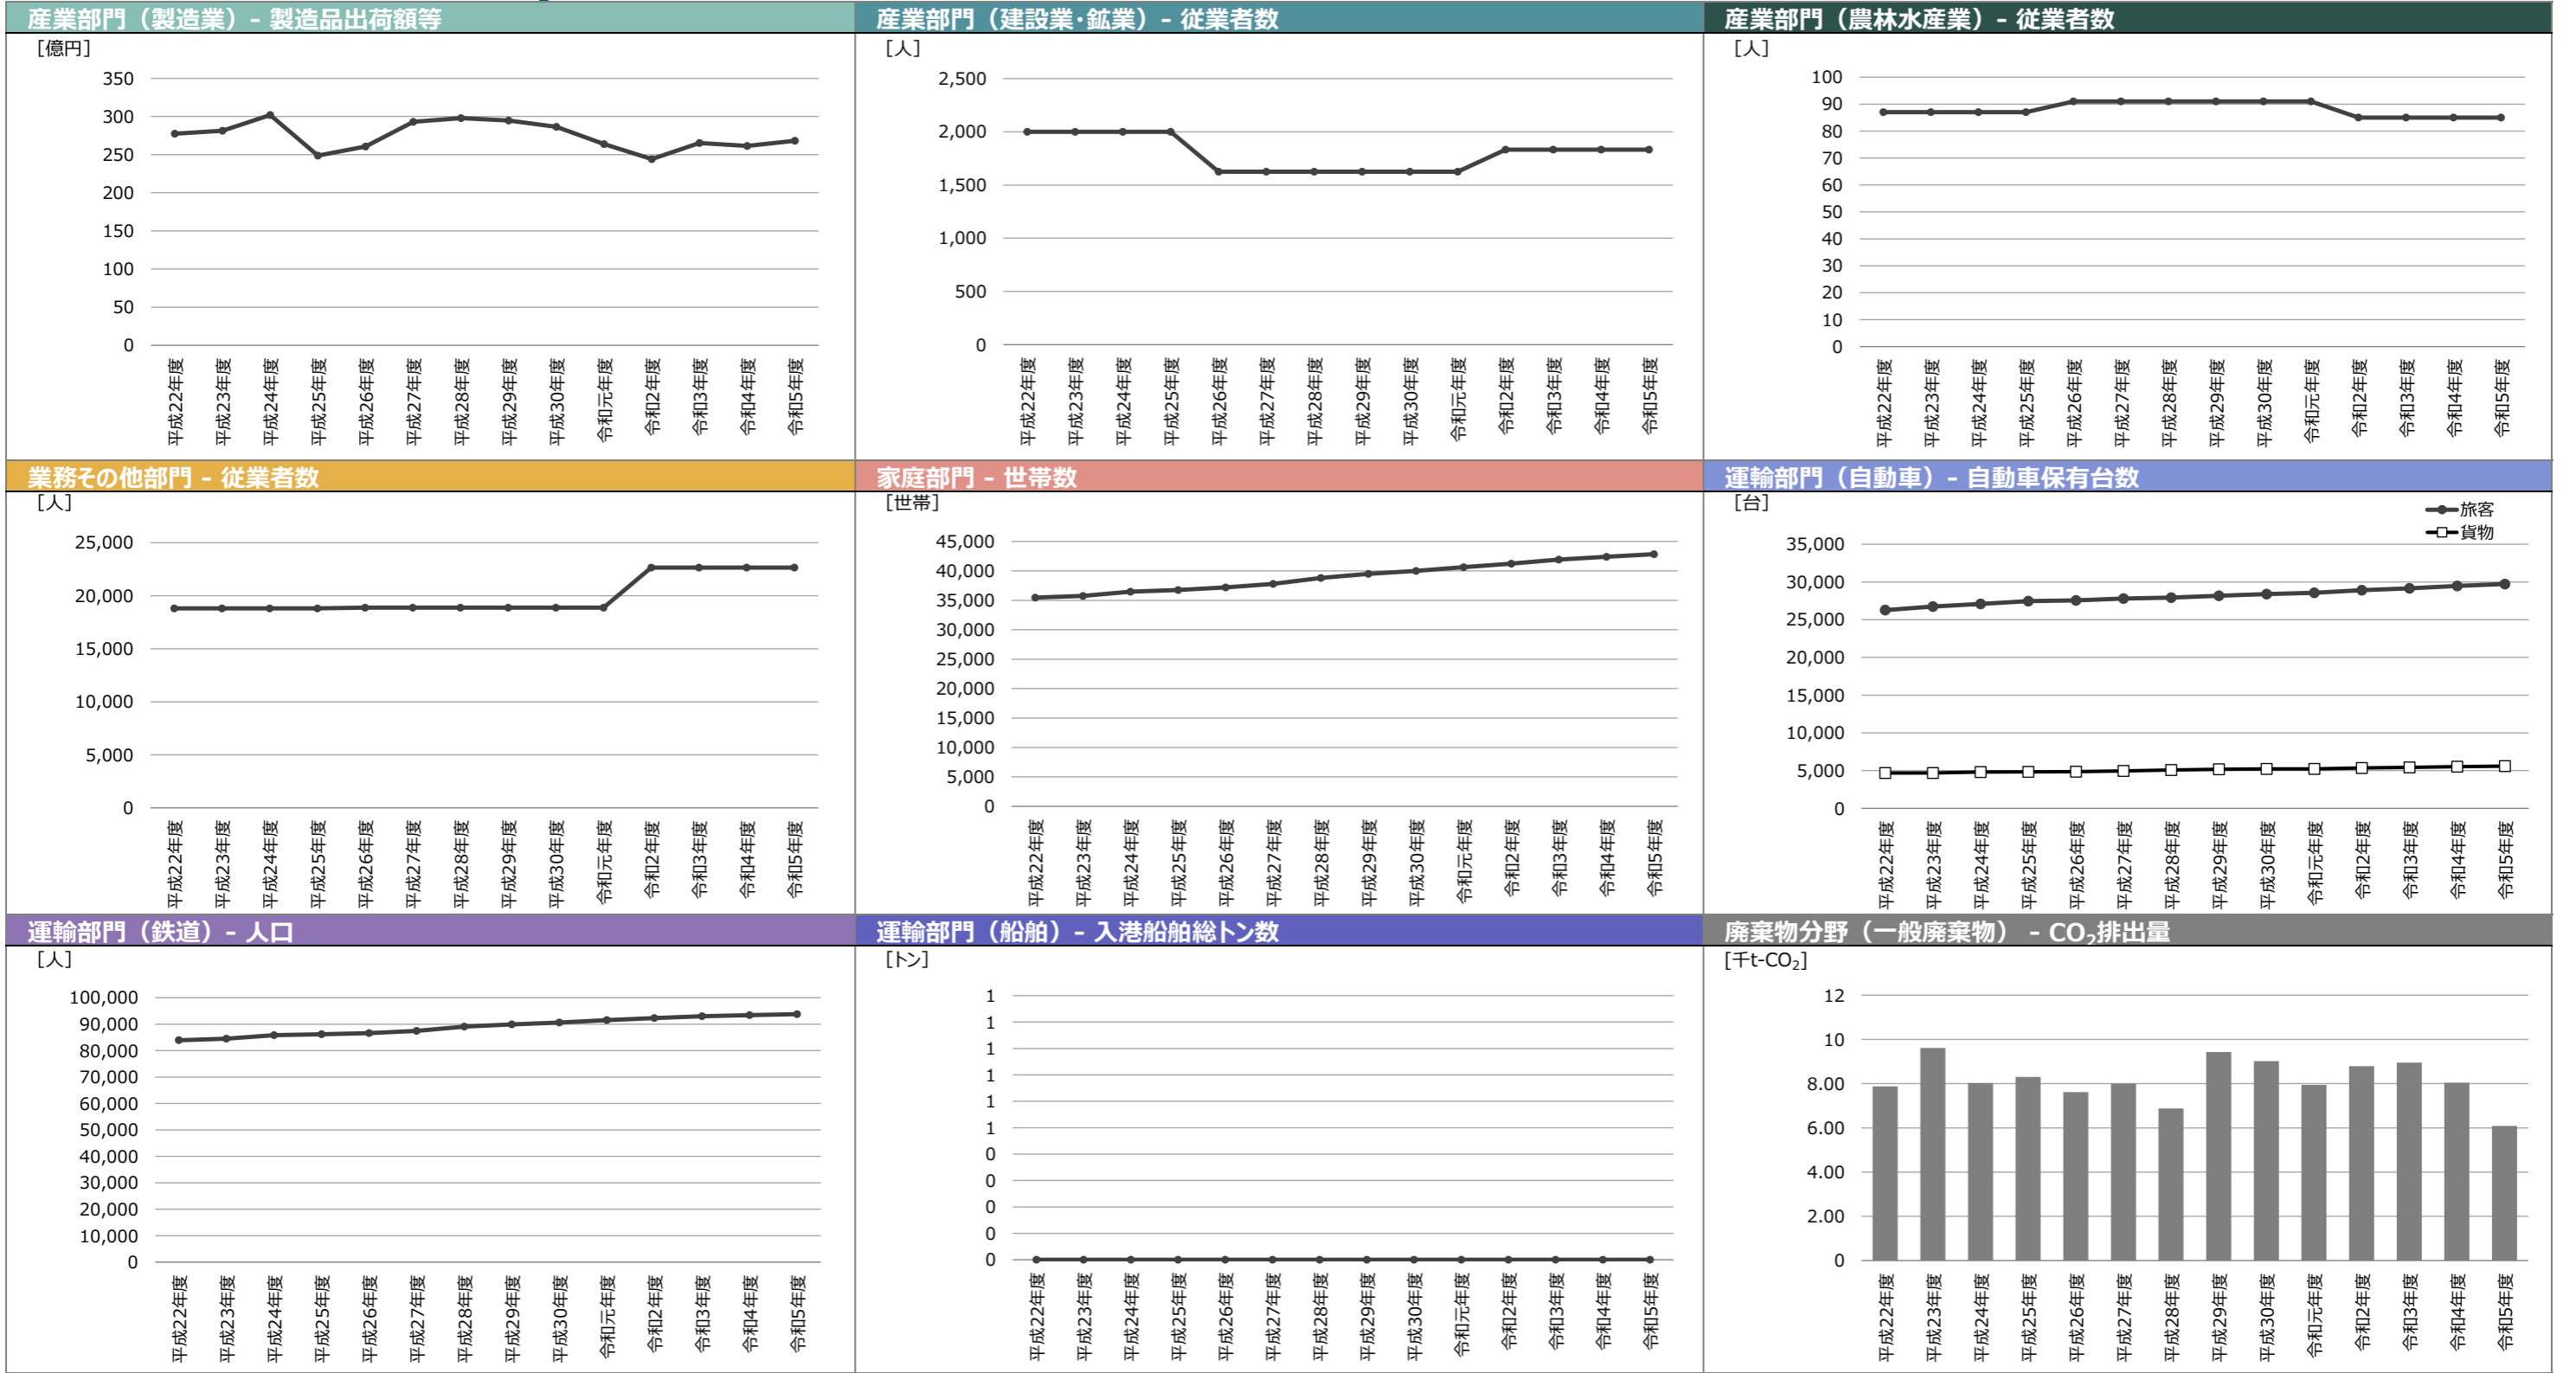 産業部門（製造業）- 製造品出荷額等
[億円]
350
300
250
200
150
100
50
0
平成22年度
平成23年度
平成24年度
平成25年度
平成26年度
平成27年度
平成28年度
平成29年度
平成30年度
令和元年度
令和2年度
令和3年度
令和4年度
令和5年度
産業部門（建設業・鉱業）- 従業者数
[人]
2,500
2,000
1,500
1,000
500
0
平成22年度
平成23年度
平成24年度
平成25年度
平成26年度
平成27年度
平成28年度
平成29年度
平成30年度
令和元年度
令和2年度
令和3年度
令和4年度
令和5年度
産業部門（農林水産業）- 従業者数
[人]
100
90
80
70
60
50
40
30
20
10
0
平成22年度
平成23年度
平成24年度
平成25年度
平成26年度
平成27年度
平成28年度
平成29年度
平成30年度
令和元年度
令和2年度
令和3年度
令和4年度
令和5年度
業務その他部門 - 従業者数
[人]
25,000
20,000
15,000
10,000
5,000
0
平成22年度
平成23年度
平成24年度
平成25年度
平成26年度
平成27年度
平成28年度
平成29年度
平成30年度
令和元年度
令和2年度
令和3年度
令和4年度
令和5年度
家庭部門 - 世帯数
[世帯]
45,000
40,000
35,000
30,000
25,000
20,000
15,000
10,000
5,000
0
平成22年度
平成23年度
平成24年度
平成25年度
平成26年度
平成27年度
平成28年度
平成29年度
平成30年度
令和元年度
令和2年度
令和3年度
令和4年度
令和5年度
運輸部門（自動車）- 自動車保有台数
[台]
旅客
貨物
35,000
30,000
25,000
20,000
15,000
10,000
5,000
0
平成22年度
平成23年度
平成24年度
平成25年度
平成26年度
平成27年度
平成28年度
平成29年度
平成30年度
令和元年度
令和2年度
令和3年度
令和4年度
令和5年度
運輸部門（鉄道）- 人口
[人]
100,000
90,000
80,000
70,000
60,000
50,000
40,000
30,000
20,000
10,000
0
平成22年度
平成23年度
平成24年度
平成25年度
平成26年度
平成27年度
平成28年度
平成29年度
平成30年度
令和元年度
令和2年度
令和3年度
令和4年度
令和5年度
運輸部門（船舶）- 入港船舶総トン数
[トン]
1
1
1
1
1
1
0
0
0
0
0
平成22年度
平成23年度
平成24年度
平成25年度
平成26年度
平成27年度
平成28年度
平成29年度
平成30年度
令和元年度
令和2年度
令和3年度
令和4年度
令和5年度
廃棄物分野（一般廃棄物） - CO₂排出量
[千t-CO₂]
12
10
8.00
6.00
4.00
2.00
0
平成22年度
平成23年度
平成24年度
平成25年度
平成26年度
平成27年度
平成28年度
平成29年度
平成30年度
令和元年度
令和2年度
令和3年度
令和4年度
令和5年度